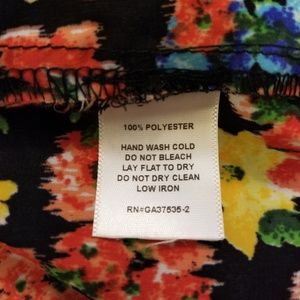 100% POLYESTER
HAND WASH COLD
DO NOT BLEACH
LAY FLAT TO DRY
DO NOT DRY CLEAN
LOW IRON
RN#GA37535-2